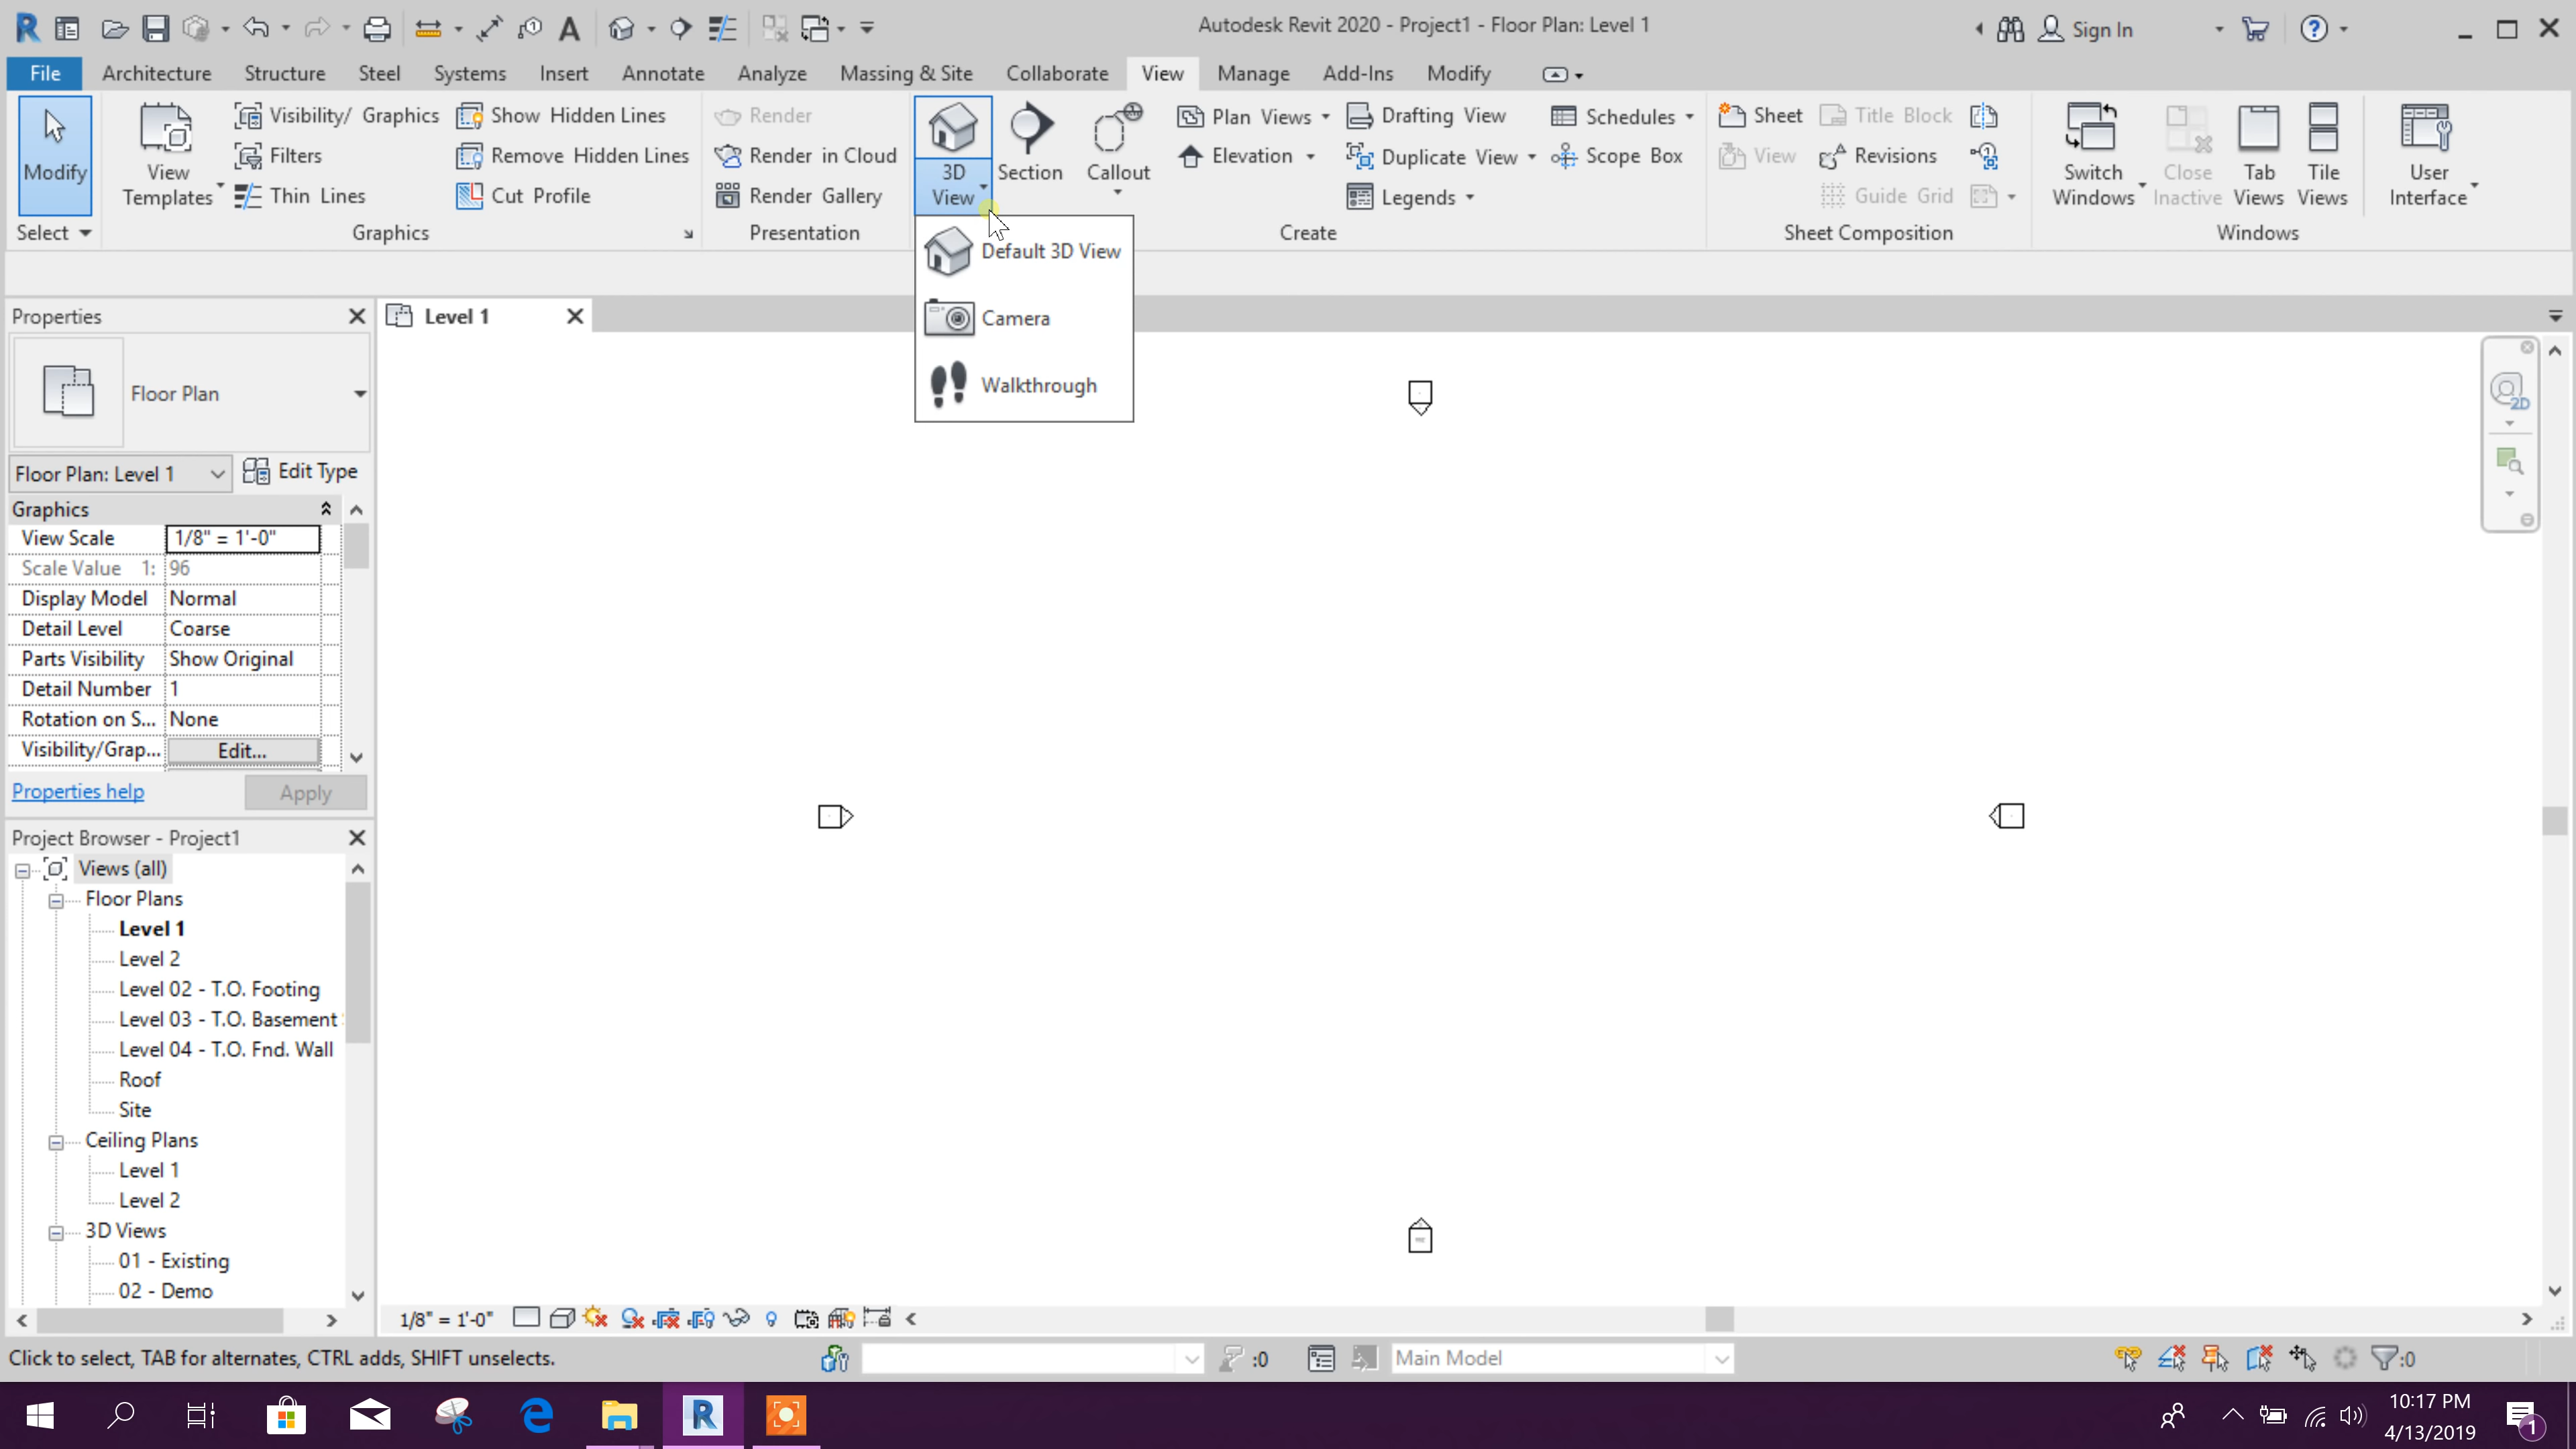 Autodesk Revit 2020 - Project1 - Floor Plan: Level 1
Sign In
File Architecture Structure Steel Systems Insert Annotate Analyze Massing & Site Collaborate View Manage Add-Ins Modify
Modify
Select
View Templates
Visibility/ Graphics
Filters
Thin Lines
Show Hidden Lines
Remove Hidden Lines
Cut Profile
Graphics
Render
Render in Cloud
Render Gallery
Presentation
3D View
Section
Callout
Plan Views
Elevation
Drafting View
Duplicate View
Legends
Schedules
Scope Box
Create
Sheet
View
Title Block
Revisions
Guide Grid
Sheet Composition
Switch Windows
Close Inactive
Tab Views
Tile Views
Windows
User Interface
Default 3D View
Camera
Walkthrough
Properties
Floor Plan
Floor Plan: Level 1
Edit Type
Graphics
View Scale 1/8" = 1'-0"
Scale Value 1: 96
Display Model Normal
Detail Level Coarse
Parts Visibility Show Original
Detail Number 1
Rotation on S... None
Visibility/Grap... Edit...
Properties help
Apply
Level 1
2D
Project Browser - Project1
Views (all)
Floor Plans
Level 1
Level 2
Level 02 - T.O. Footing
Level 03 - T.O. Basement
Level 04 - T.O. Fnd. Wall
Roof
Site
Ceiling Plans
Level 1
Level 2
3D Views
01 - Existing
02 - Demo
1/8" = 1'-0"
Click to select, TAB for alternates, CTRL adds, SHIFT unselects.
:0
Main Model
:0
10:17 PM
4/13/2019
1